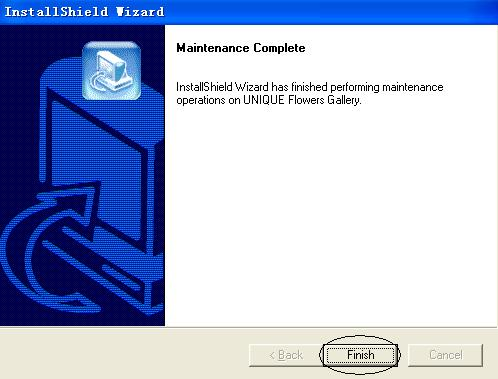 InstallShield Wizard
Maintenance Complete
InstallShield Wizard has finished performing maintenance
operations on UNIQUE Flowers Gallery.
< Back Finish Cancel